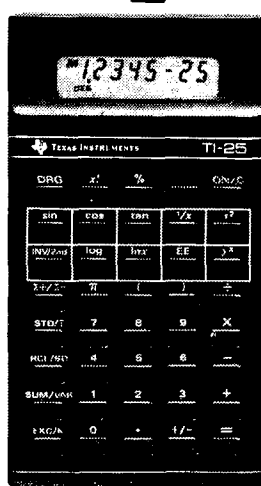 1.2345-25
DEG
TEXAS INSTRUMENTS TI-25
DRG x! % ON/C
sin cos tan 1/x x²
INV/2nd log lnx EE yˣ
Σ+/Σ- π ( ) ÷
7 8 9 X
RCL/SD 4 5 6 −
SUM/VAR 1 2 3 +
EXC/x̄ 0 . +/- =